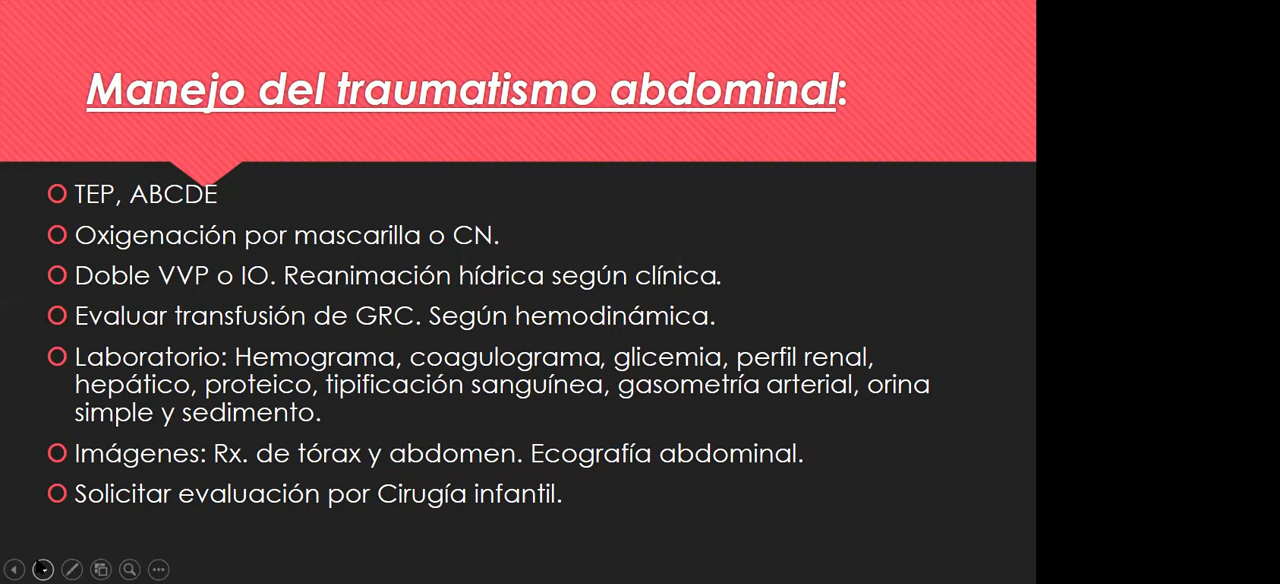 Manejo del traumatismo abdominal:
TEP, ABCDE
Oxigenación por mascarilla o CN.
Doble VVP o IO. Reanimación hídrica según clínica.
Evaluar transfusión de GRC. Según hemodinámica.
Laboratorio: Hemograma, coagulograma, glicemia, perfil renal,
hepático, proteico, tipificación sanguínea, gasometría arterial, orina
simple y sedimento.
Imágenes: Rx. de tórax y abdomen. Ecografía abdominal.
Solicitar evaluación por Cirugía infantil.